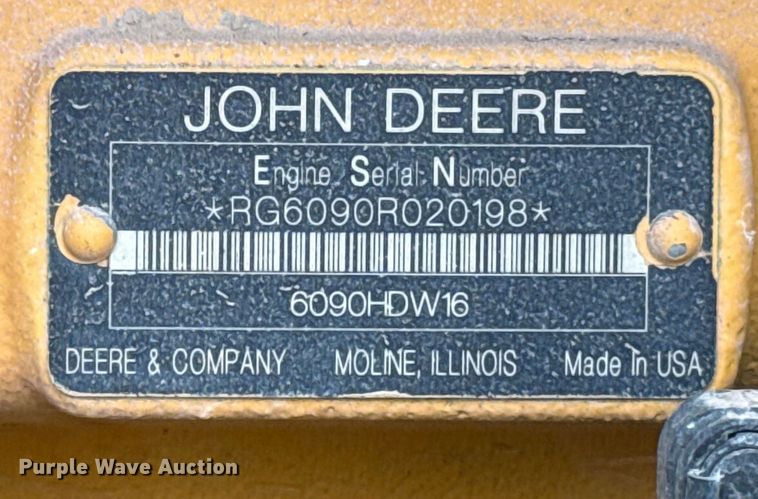 JOHN DEERE
Engine Serial Number
*RG6090R020198*
6090HDW16
DEERE & COMPANY MOLINE, ILLINOIS Made In USA
Purple Wave Auction